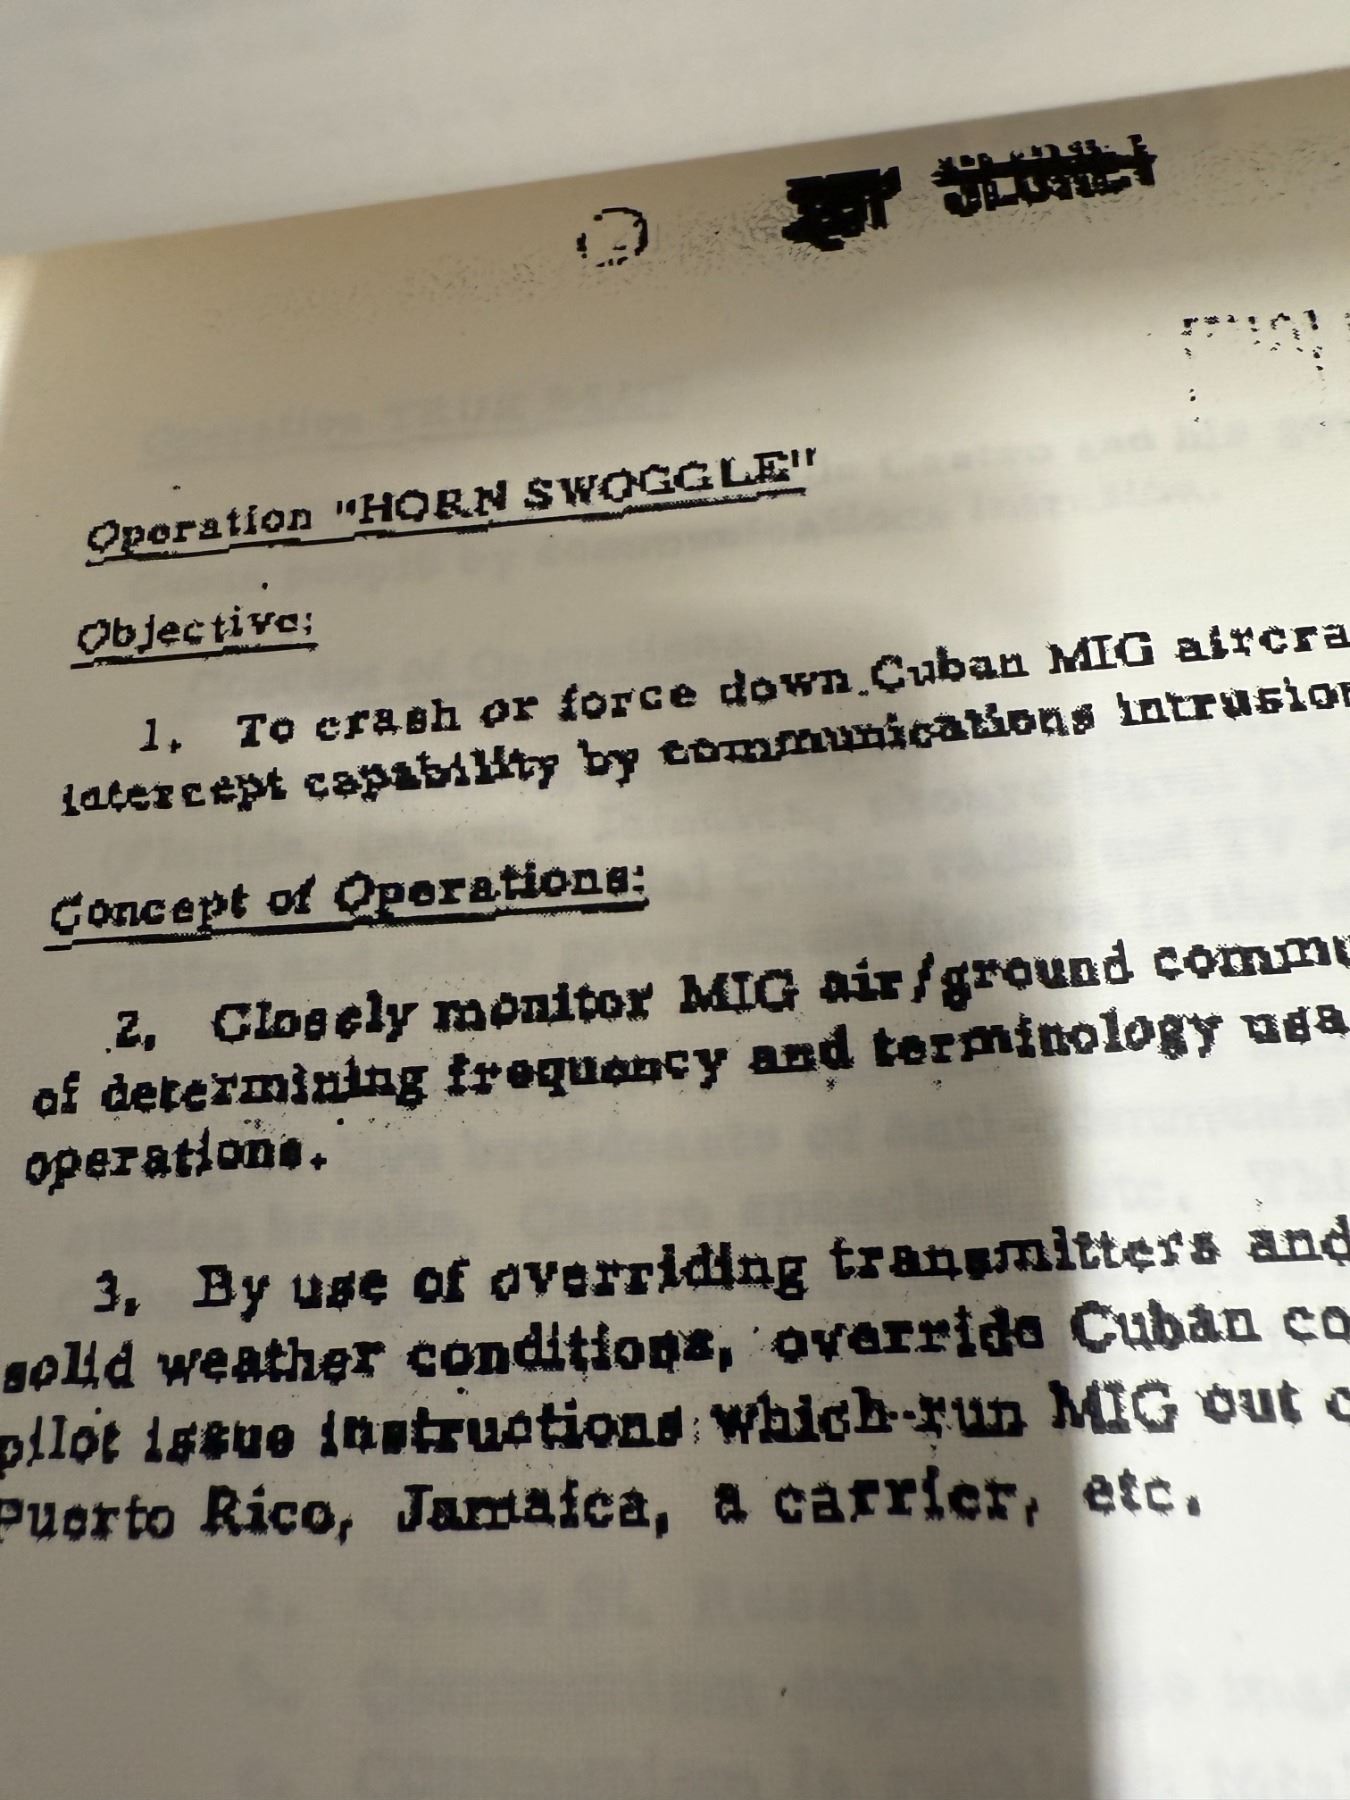 Operation "HORN SWOGGLE"
Objective:
1. To crash or force down Cuban MIG aircra
intercept capability by communications intrusion
Concept of Operations:
2. Closely monitor MIG air/ground commu
of determining frequency and terminology usa
operations.
3. By use of overriding transmitters and
solid weather conditions, override Cuban co
pilot issue instructions which run MIG out o
Puerto Rico, Jamaica, a carrier, etc.